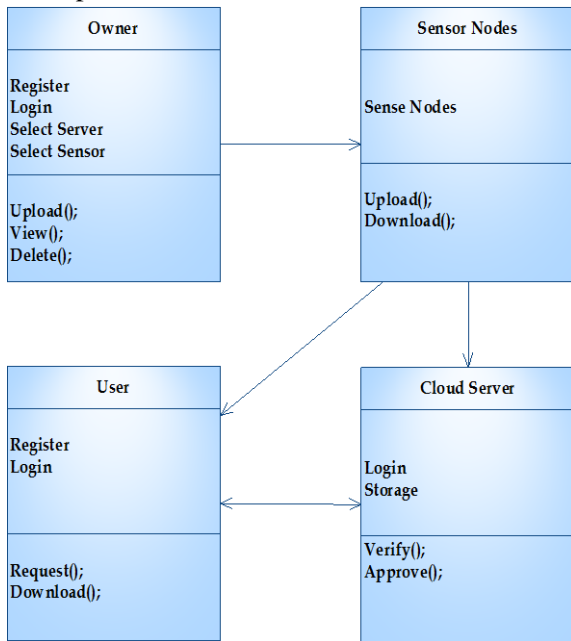 Owner
Register
Login
Select Server
Select Sensor
Upload();
View();
Delete();
Sensor Nodes
Sense Nodes
Upload();
Download();
User
Register
Login
Request();
Download();
Cloud Server
Login
Storage
Verify();
Approve();